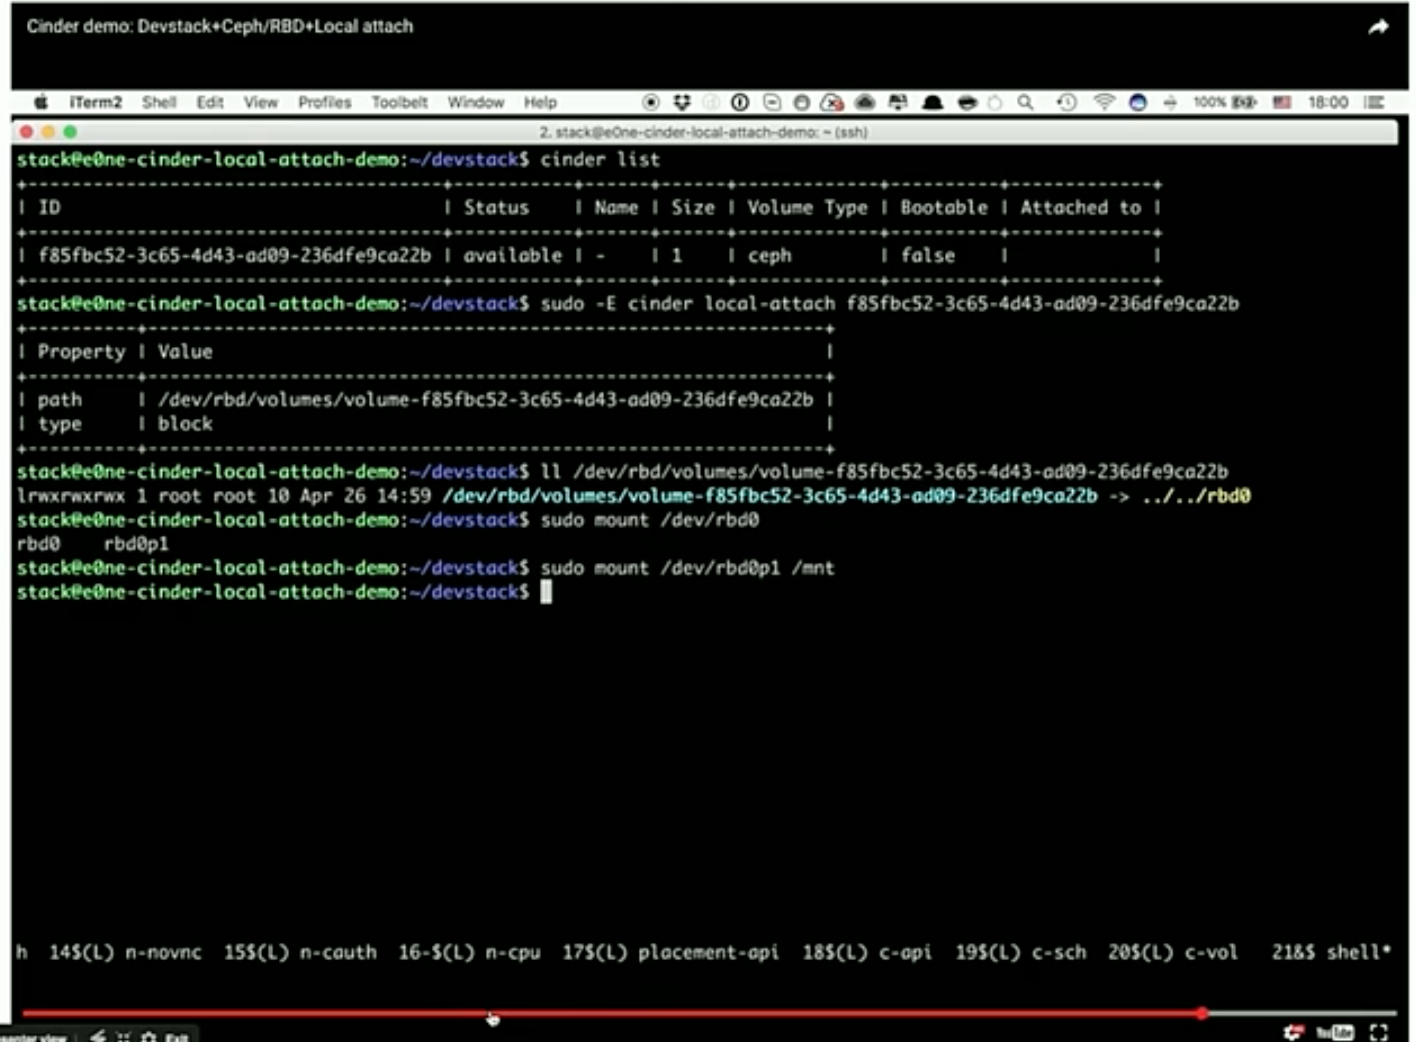 Cinder demo: Devstack+Ceph/RBD+Local attach
iTerm2 Shell Edit View Profiles Toolbelt Window Help 100% 18:00
2. stack@e0ne-cinder-local-attach-demo: ~ (ssh)
stack@e0ne-cinder-local-attach-demo:~/devstack$ cinder list
+--------------------------------------+-----------+------+------+-------------+----------+-------------+
| ID | Status | Name | Size | Volume Type | Bootable | Attached to |
+--------------------------------------+-----------+------+------+-------------+----------+-------------+
| f85fbc52-3c65-4d43-ad09-236dfe9ca22b | available | - | 1 | ceph | false | |
+--------------------------------------+-----------+------+------+-------------+----------+-------------+
stack@e0ne-cinder-local-attach-demo:~/devstack$ sudo -E cinder local-attach f85fbc52-3c65-4d43-ad09-236dfe9ca22b
+----------+--------------------------------------------------------------+
| Property | Value |
+----------+--------------------------------------------------------------+
| path | /dev/rbd/volumes/volume-f85fbc52-3c65-4d43-ad09-236dfe9ca22b |
| type | block |
+----------+--------------------------------------------------------------+
stack@e0ne-cinder-local-attach-demo:~/devstack$ ll /dev/rbd/volumes/volume-f85fbc52-3c65-4d43-ad09-236dfe9ca22b
lrwxrwxrwx 1 root root 10 Apr 26 14:59 /dev/rbd/volumes/volume-f85fbc52-3c65-4d43-ad09-236dfe9ca22b -> ../../rbd0
stack@e0ne-cinder-local-attach-demo:~/devstack$ sudo mount /dev/rbd0
rbd0 rbd0p1
stack@e0ne-cinder-local-attach-demo:~/devstack$ sudo mount /dev/rbd0p1 /mnt
stack@e0ne-cinder-local-attach-demo:~/devstack$
h 14$(L) n-novnc 15$(L) n-cauth 16-$(L) n-cpu 17$(L) placement-api 18$(L) c-api 19$(L) c-sch 20$(L) c-vol 21&$ shell*
view Exit
YouTube